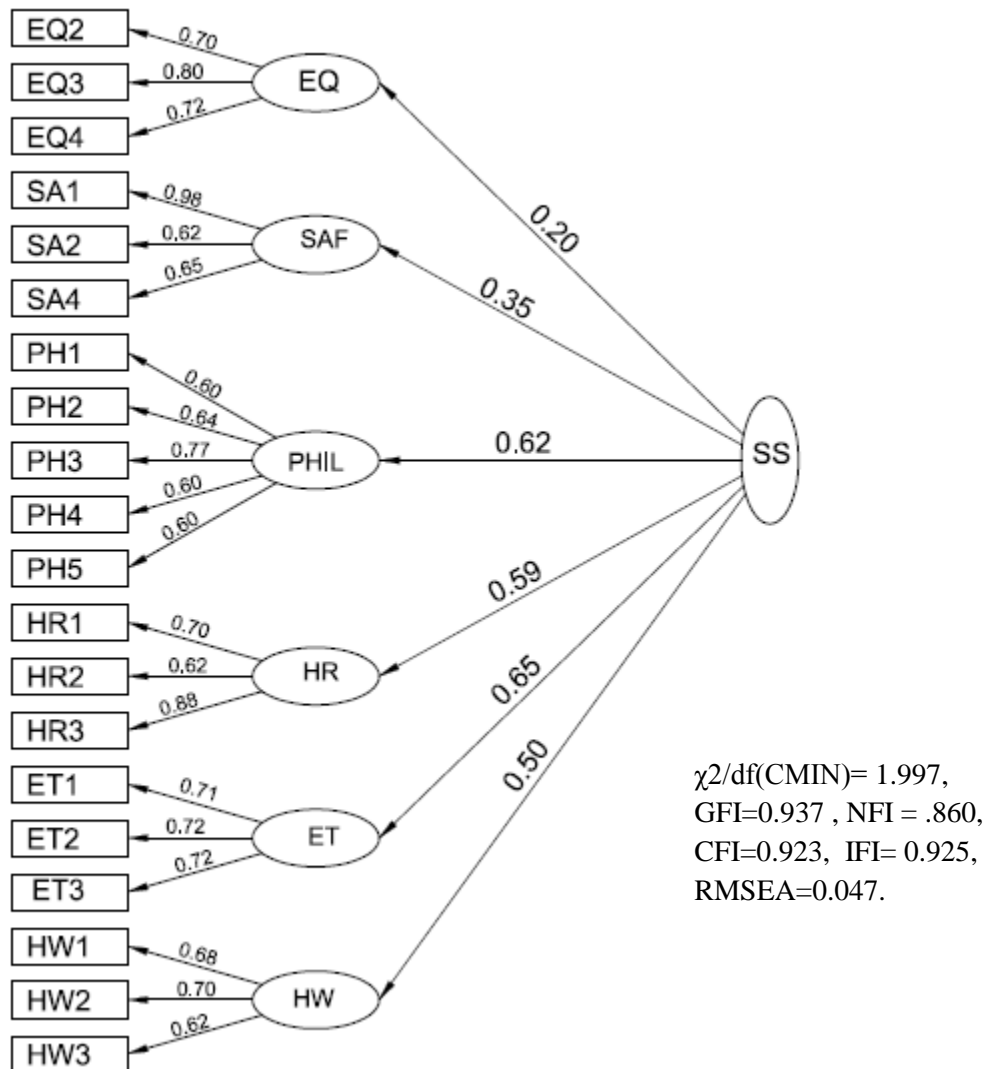 EQ2
0.70
EQ3
0.80
EQ
EQ4
0.72
SA1
0.98
SA2
0.62
SAF
SA4
0.65
PH1
0.60
PH2
0.64
PH3
0.77
PHIL
PH4
0.60
PH5
0.60
HR1
0.70
HR2
0.62
HR
HR3
0.88
ET1
0.71
ET2
0.72
ET
ET3
0.72
HW1
0.68
HW2
0.70
HW
HW3
0.62
0.20
0.35
0.62
0.59
0.65
0.50
SS
χ2/df(CMIN)= 1.997,
GFI=0.937 , NFI = .860,
CFI=0.923, IFI= 0.925,
RMSEA=0.047.